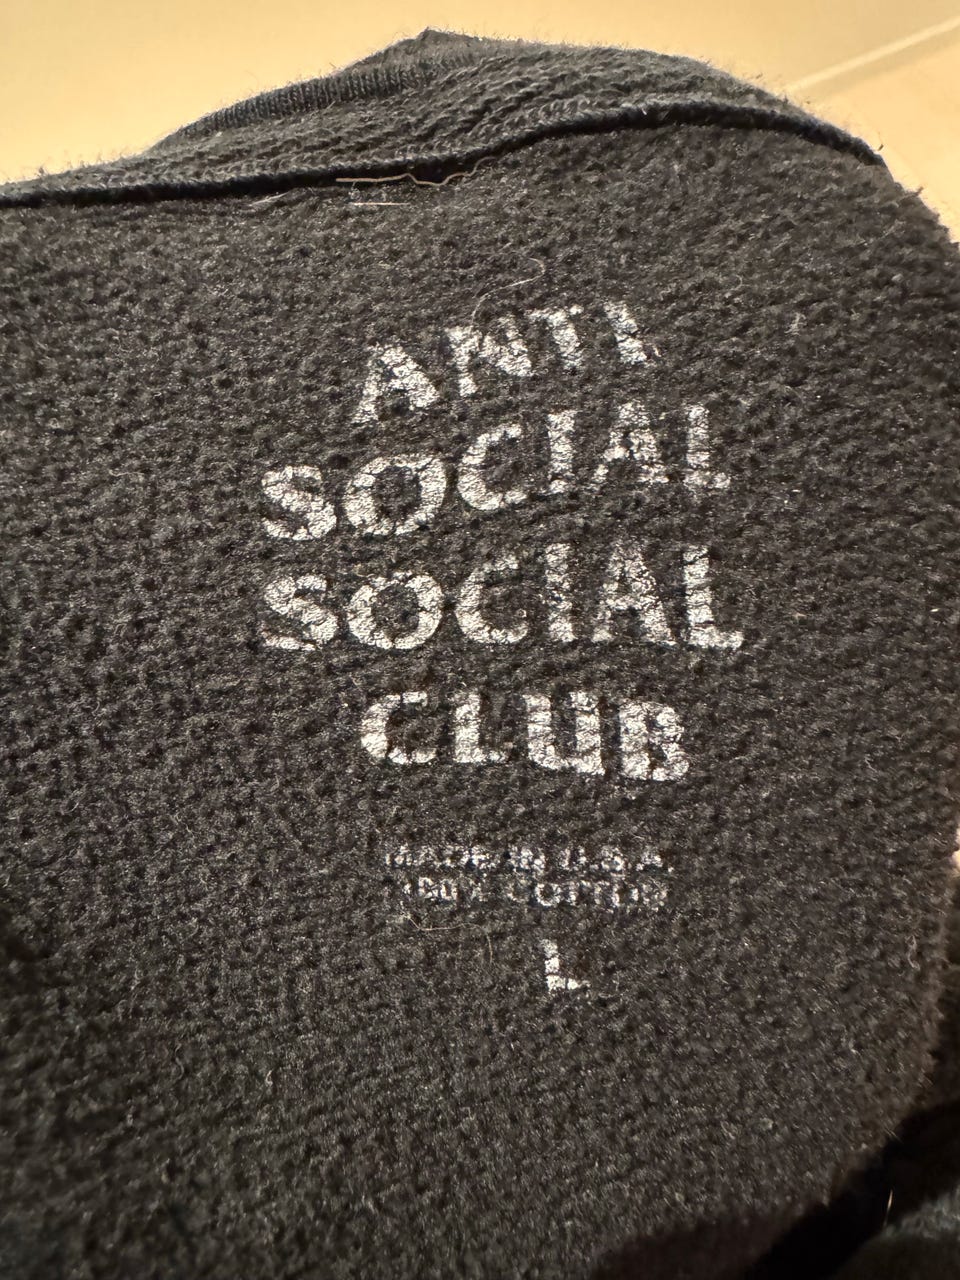 ANTI
SOCIAL
SOCIAL
CLUB
MADE IN U.S.A.
100% COTTON
L